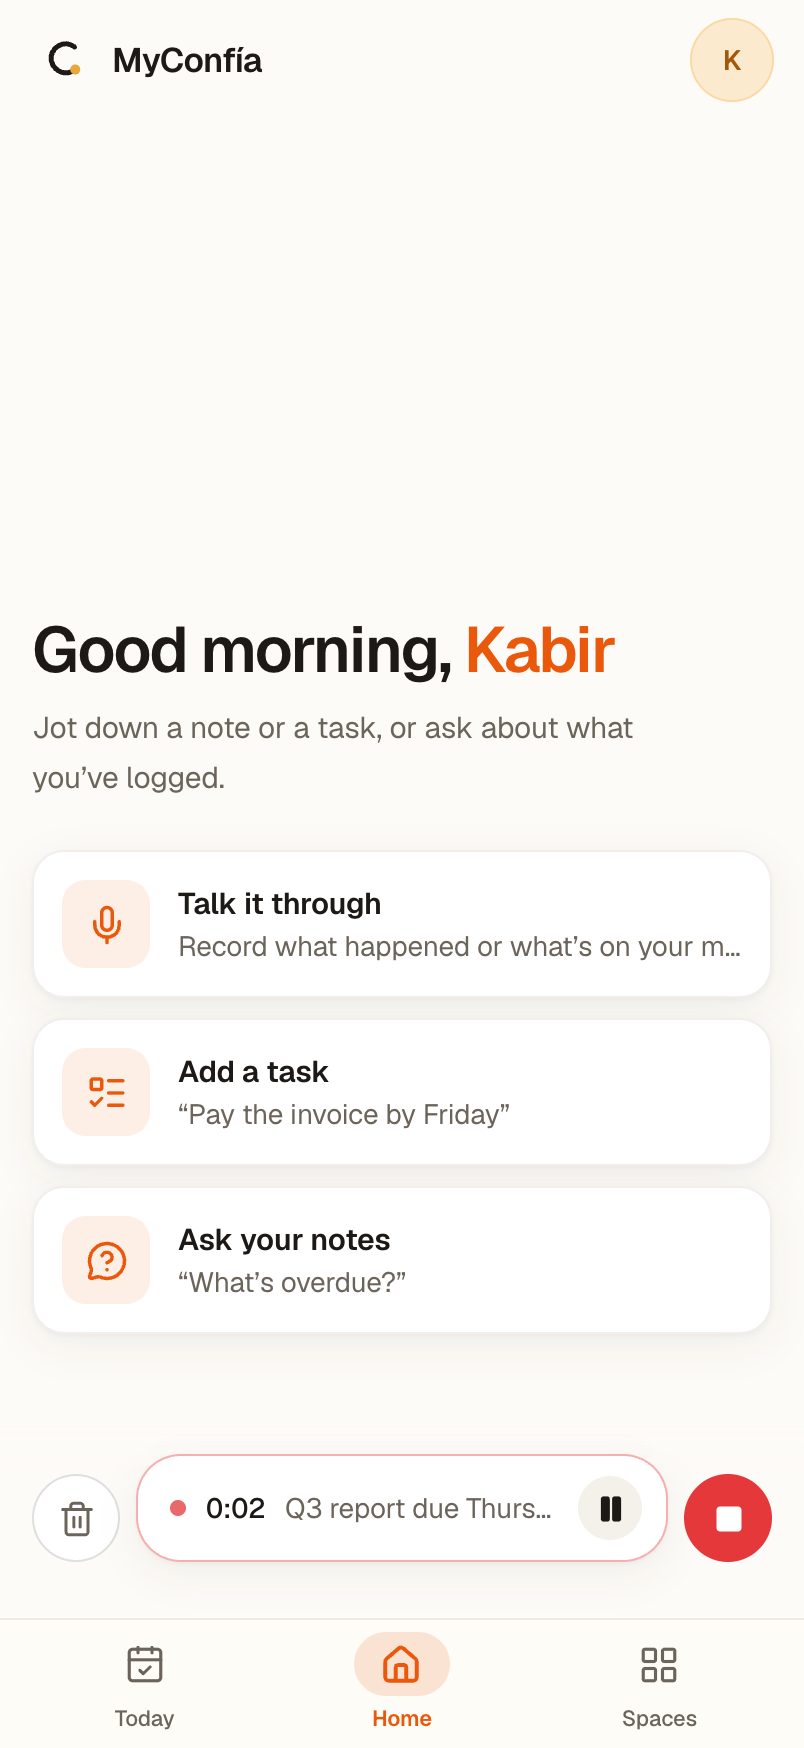 MyConfía
K
Good morning, Kabir
Jot down a note or a task, or ask about what
you’ve logged.
Talk it through
Record what happened or what’s on your m...
Add a task
“Pay the invoice by Friday”
Ask your notes
“What’s overdue?”
0:02 Q3 report due Thurs...
Today
Home
Spaces